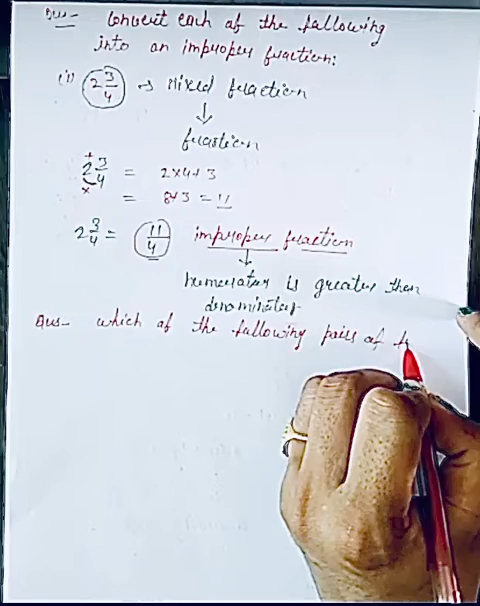 Qus - Convert each of the following
into an improper fraction:
(i) 2 3/4 → Mixed fraction
↓
fraction
2 3/4 = 2×4+3
= 8+3 = 11
2 3/4 = 11/4 improper fraction
↓
numerator is greater than
denominator
Qus- which of the following pairs of f